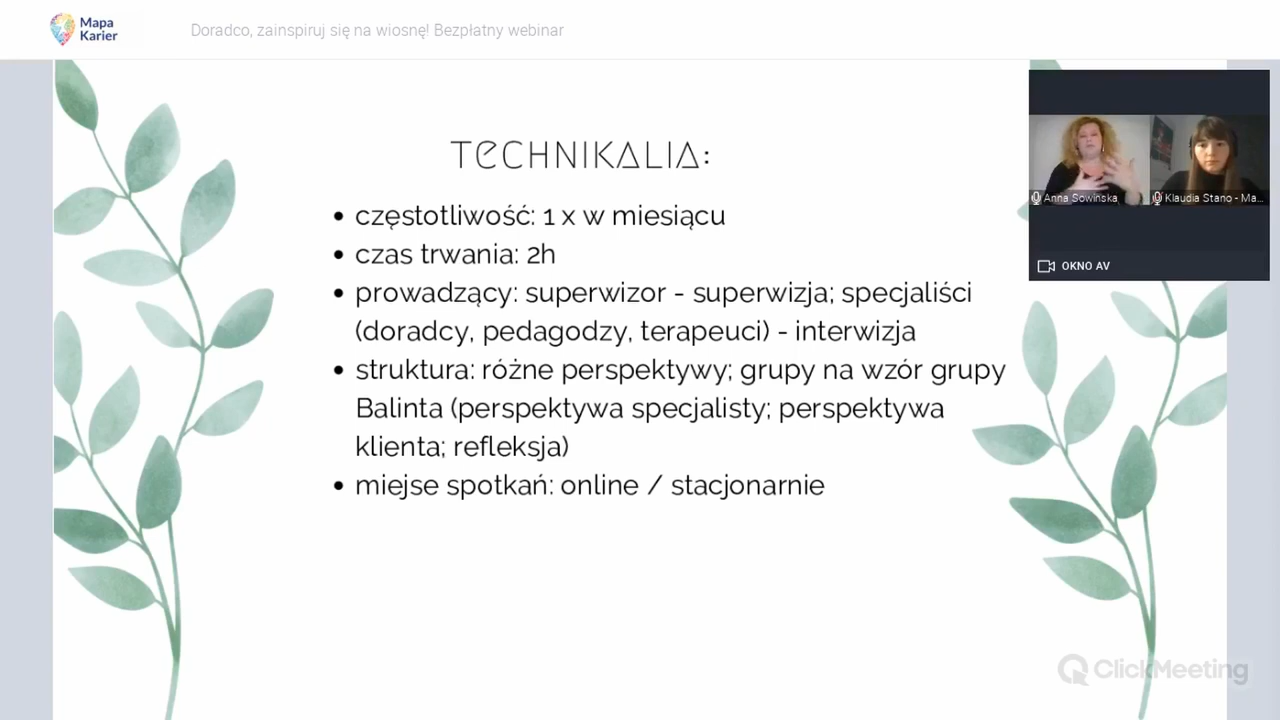 Mapa
Karier
Doradco, zainspiruj się na wiosnę! Bezpłatny webinar
TECHNIKALIA:
• częstotliwość: 1 x w miesiącu
• czas trwania: 2h
• prowadzący: superwizor - superwizja; specjaliści
(doradcy, pedagodzy, terapeuci) - interwizja
• struktura: różne perspektywy; grupy na wzór grupy
Balinta (perspektywa specjalisty; perspektywa
klienta; refleksja)
• miejse spotkań: online / stacjonarnie
Anna Sowińska
Klaudia Stano - Ma...
OKNO AV
ClickMeeting